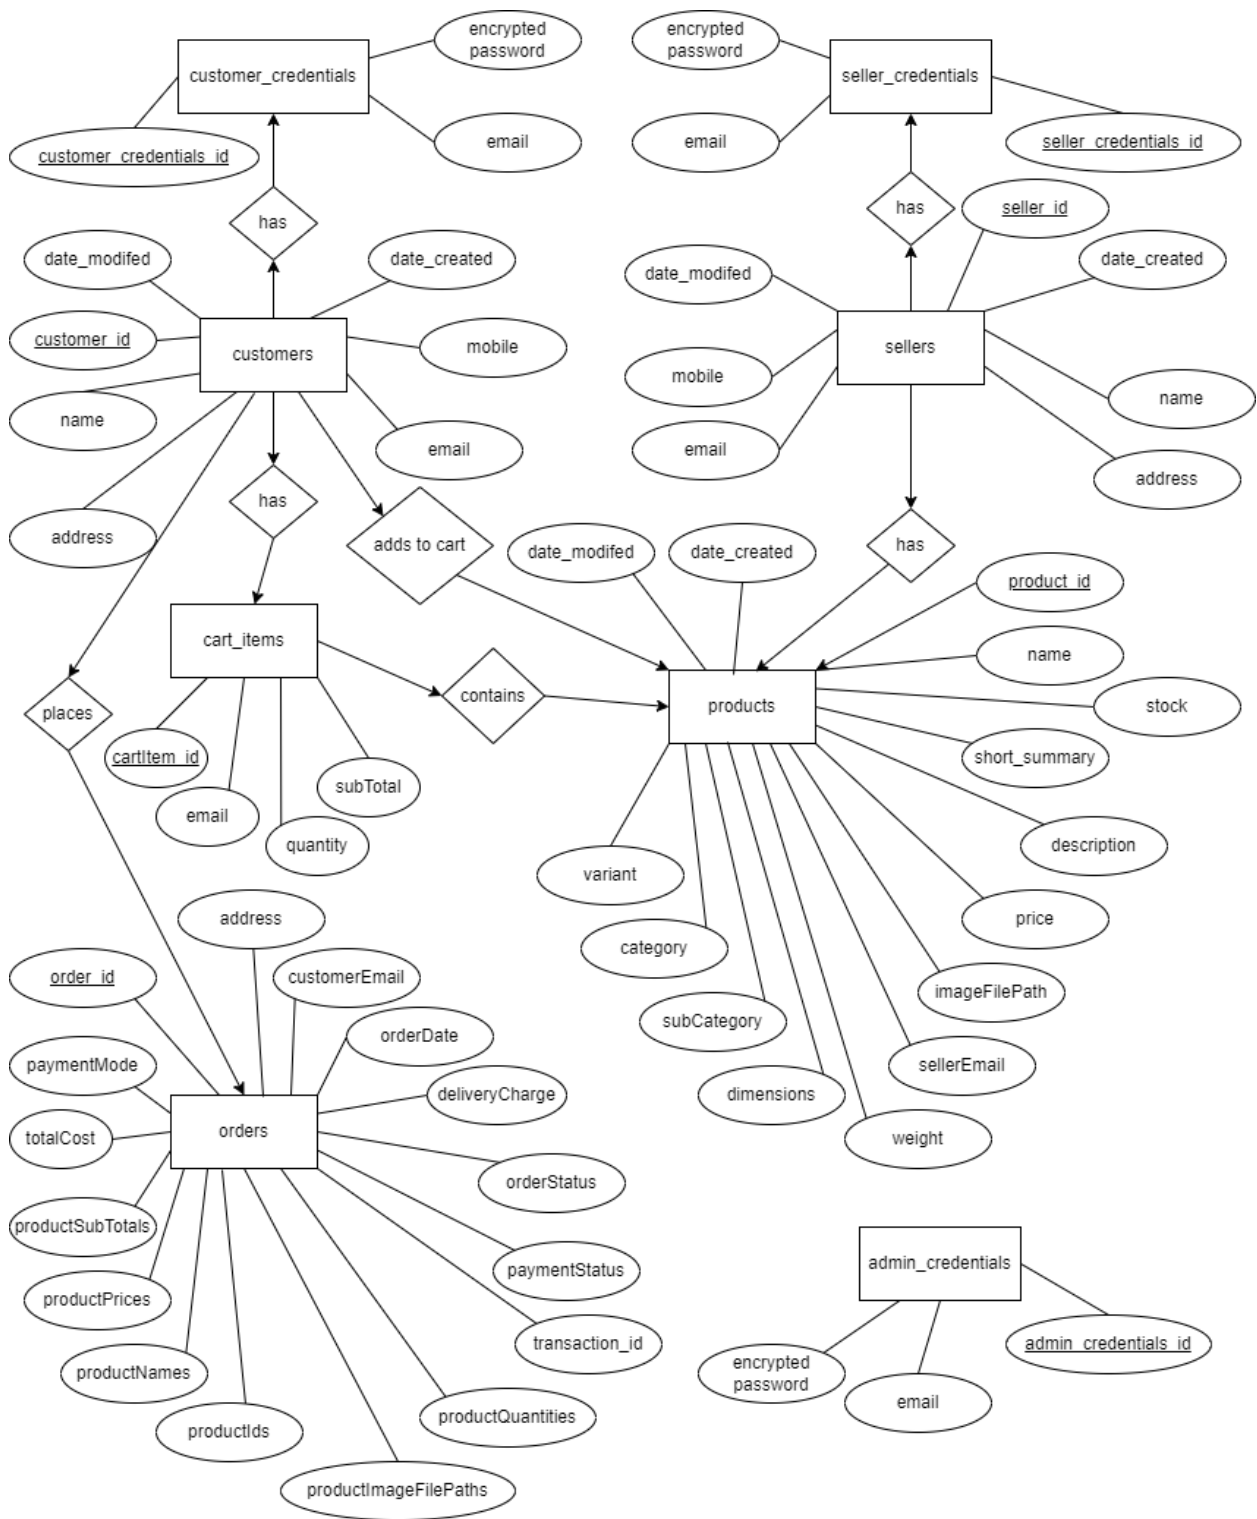 encrypted
password
customer_credentials
email
customer_credentials_id
has
encrypted
password
seller_credentials
email
seller_credentials_id
has
seller_id
date_modifed
date_created
customer_id
customers
mobile
name
email
address
has
adds to cart
date_modifed
date_created
sellers
mobile
name
email
address
has
date_modifed
date_created
product_id
name
cart_items
contains
products
stock
places
cartItem_id
subTotal
short_summary
email
quantity
description
variant
price
category
imageFilePath
subCategory
sellerEmail
dimensions
weight
address
order_id
customerEmail
orderDate
paymentMode
deliveryCharge
totalCost
orders
orderStatus
productSubTotals
paymentStatus
productPrices
transaction_id
productNames
productQuantities
productIds
productImageFilePaths
admin_credentials
admin_credentials_id
encrypted
password
email